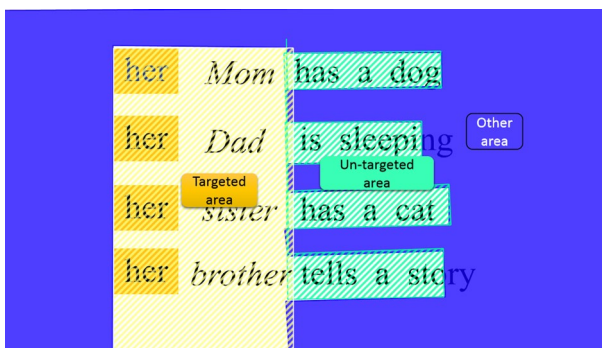 her Mom has a dog
her Dad is sleeping
Other area
Un-targeted area
Targeted area
her sister has a cat
her brother tells a story